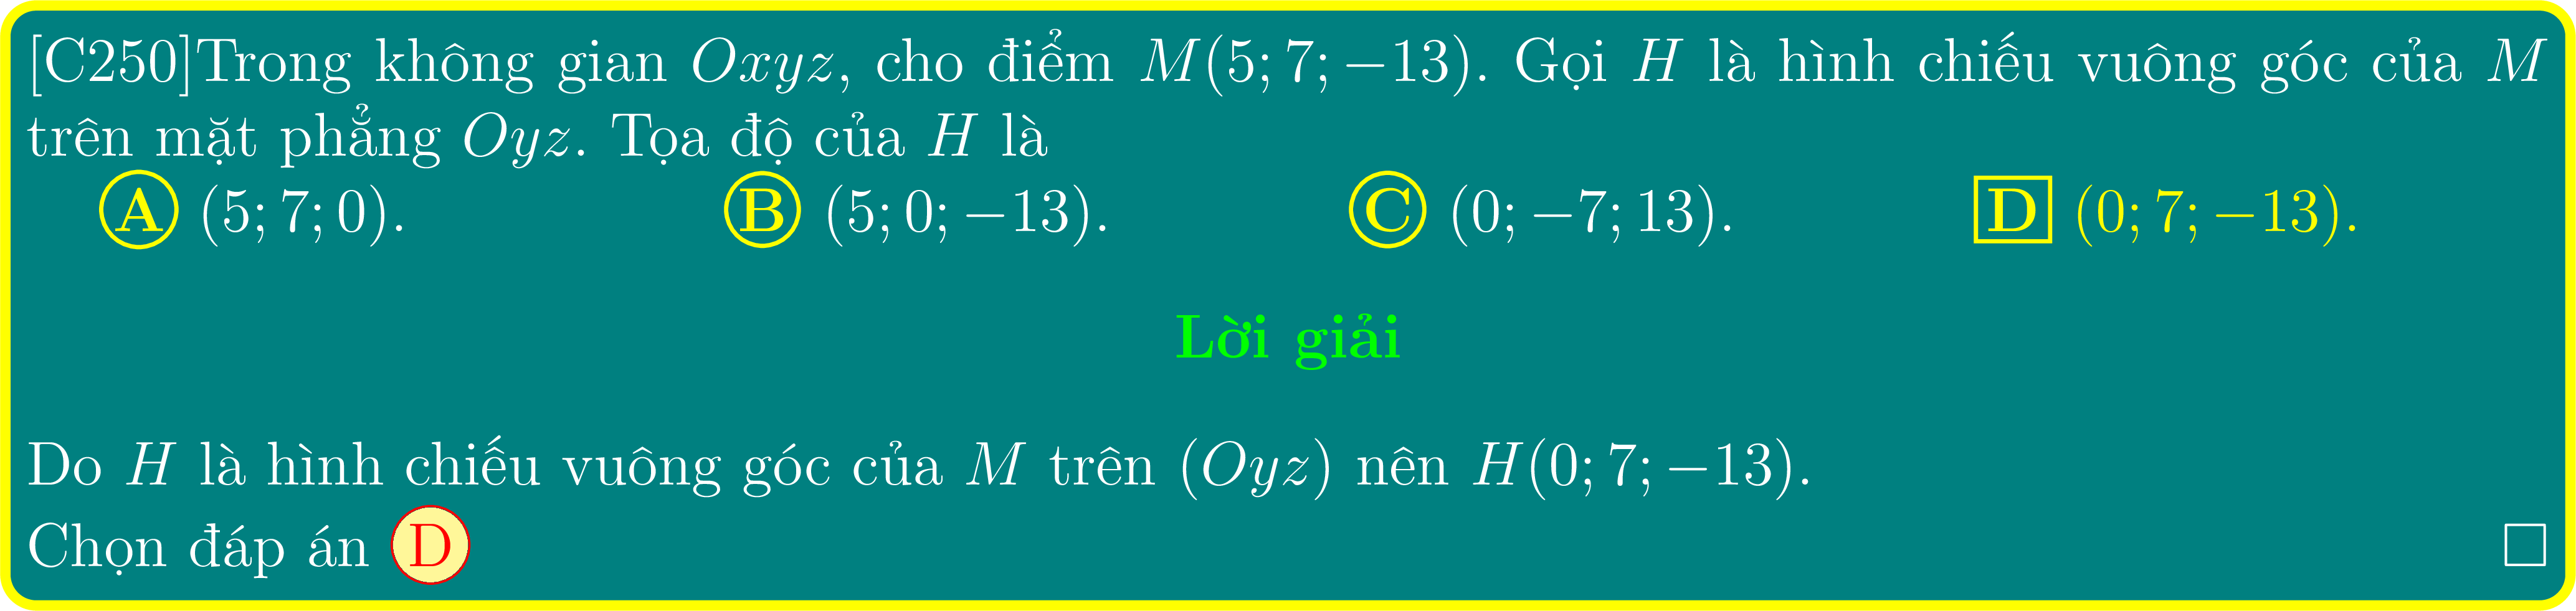 [C250]Trong không gian Oxyz, cho điểm M(5; 7; −13). Gọi H là hình chiếu vuông góc của M
trên mặt phẳng Oyz. Tọa độ của H là
A (5; 7; 0). B (5; 0; −13). C (0; −7; 13). D (0; 7; −13).
Lời giải
Do H là hình chiếu vuông góc của M trên (Oyz) nên H(0; 7; −13).
Chọn đáp án D □